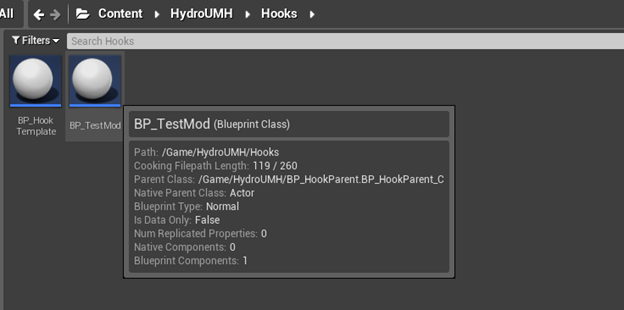 All Content HydroUMH Hooks
Filters Search Hooks
BP_Hook
Template
BP_TestMod
BP_TestMod (Blueprint Class)
Path: /Game/HydroUMH/Hooks
Cooking Filepath Length: 119 / 260
Parent Class: /Game/HydroUMH/BP_HookParent.BP_HookParent_C
Native Parent Class: Actor
Blueprint Type: Normal
Is Data Only: False
Num Replicated Properties: 0
Native Components: 0
Blueprint Components: 1